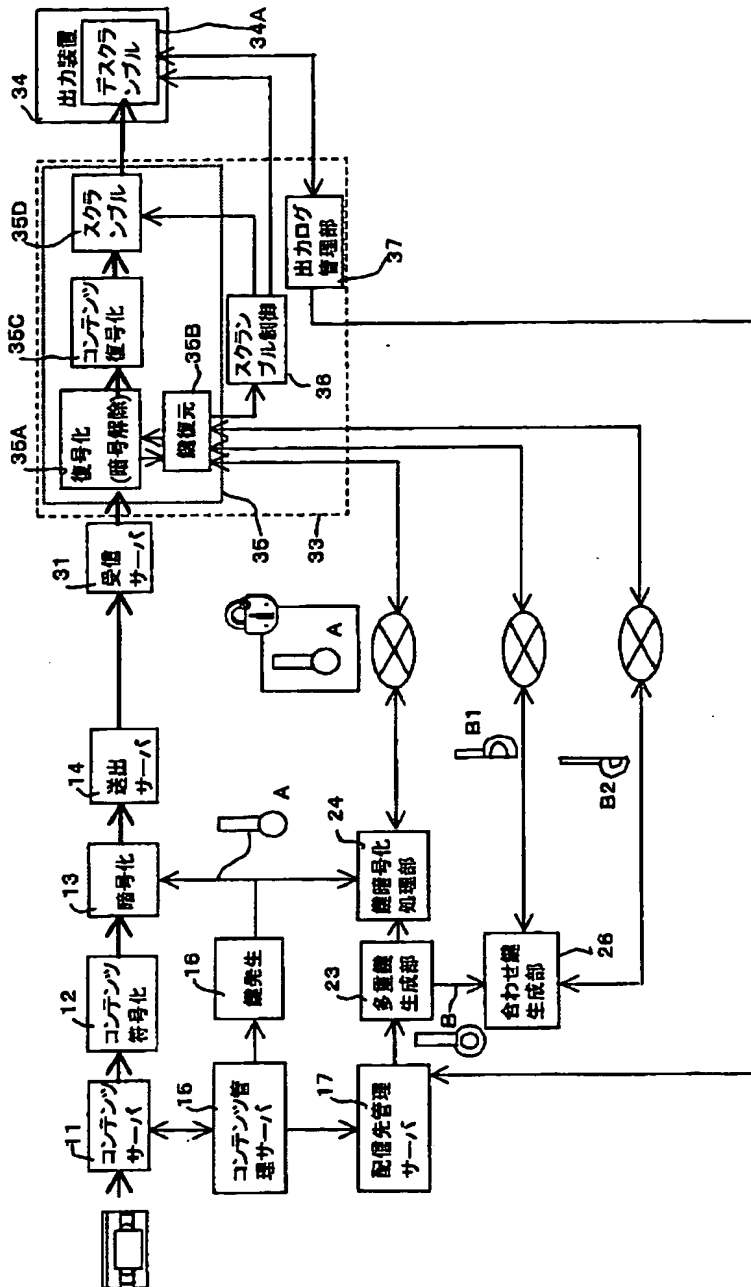 11
コンテンツ
サーバ
12
コンテンツ
符号化
13
暗号化
14
送出
サーバ
31
受信
サーバ
35A
復号化
(暗号解除)
35C
コンテンツ
復号化
35D
スクラ
ンブル
34
出力装置
デスクラ
ンブル
34A
35B
鍵復元
スクラン
ブル制御
36
出力ログ
管理部
37
35
33
15
コンテンツ管
理サーバ
16
鍵発生
A
A
17
配信先管理
サーバ
23
多重鍵
生成部
24
鍵暗号化
処理部
B
合わせ鍵
生成部
26
B1
B2